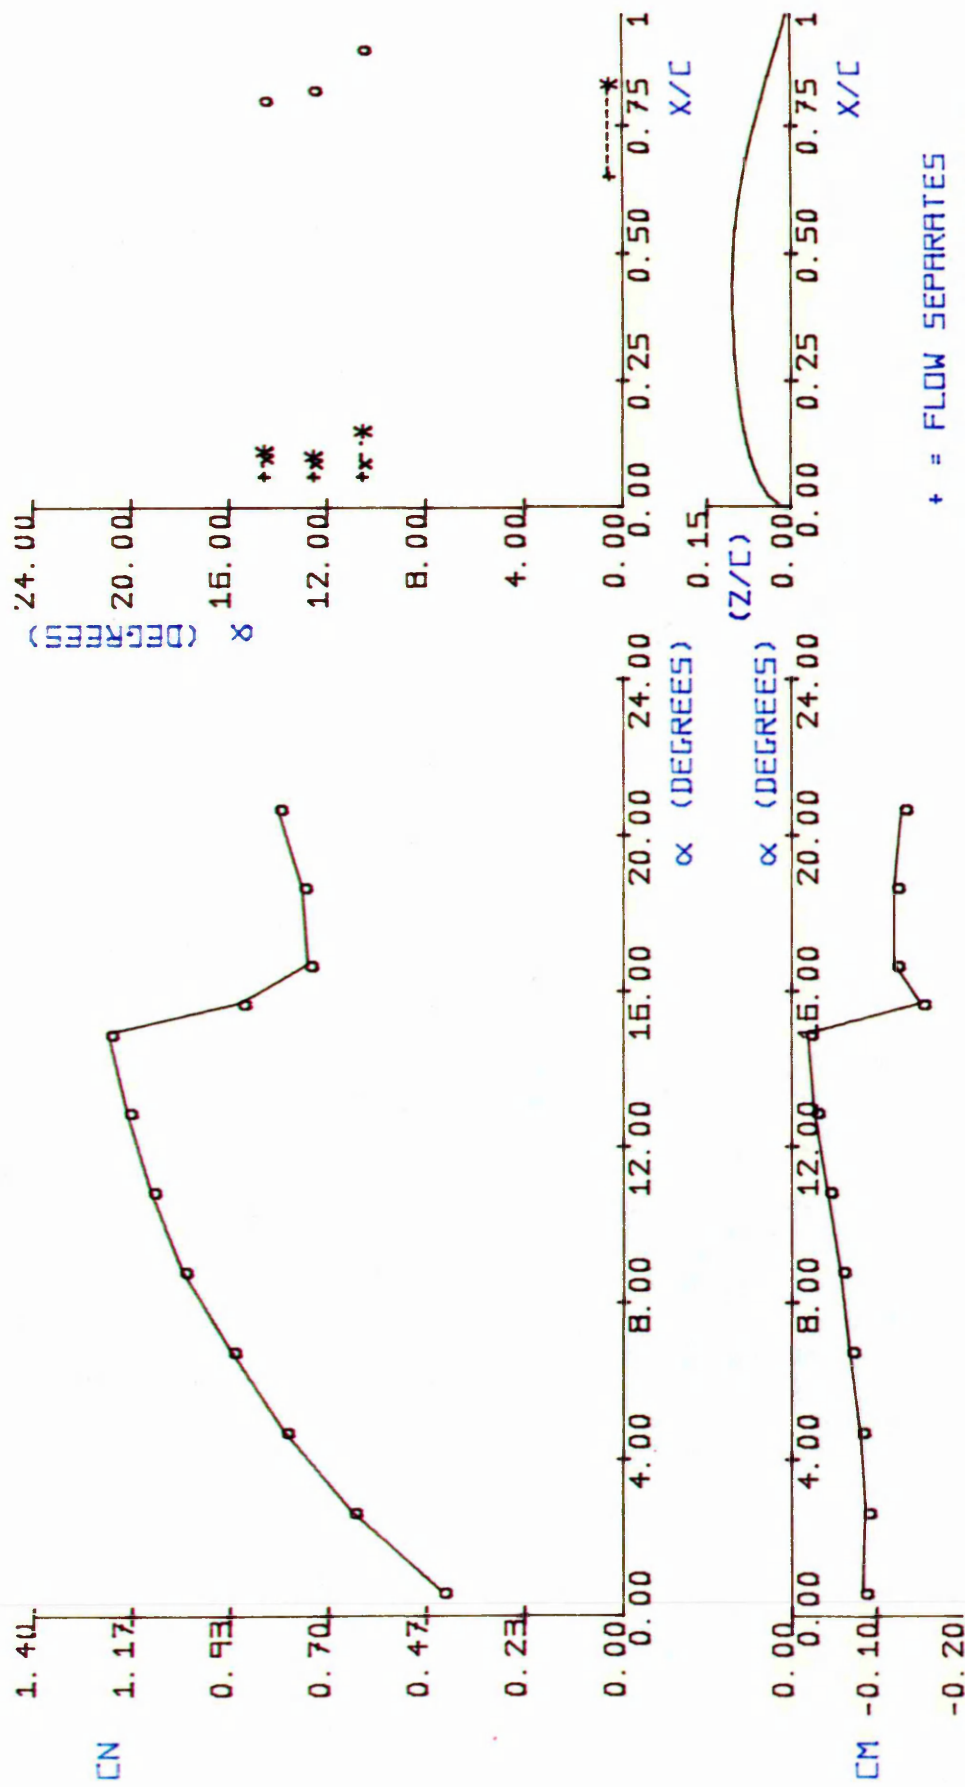 CN
1.40
1.17
0.93
0.70
0.47
0.23
0.00
0.00 4.00 8.00 12.00 16.00 20.00 24.00
α (DEGREES)
CM
0.00
-0.10
-0.20
0.00 4.00 8.00 12.00 16.00 20.00 24.00
α (DEGREES)
α (DEGREES)
24.00
20.00
16.00
12.00
8.00
4.00
0.00
0.00 0.25 0.50 0.75 1
X/C
0.15
(Z/C)
0.00
0.00 0.25 0.50 0.75 1
X/C
+ = FLOW SEPARATES